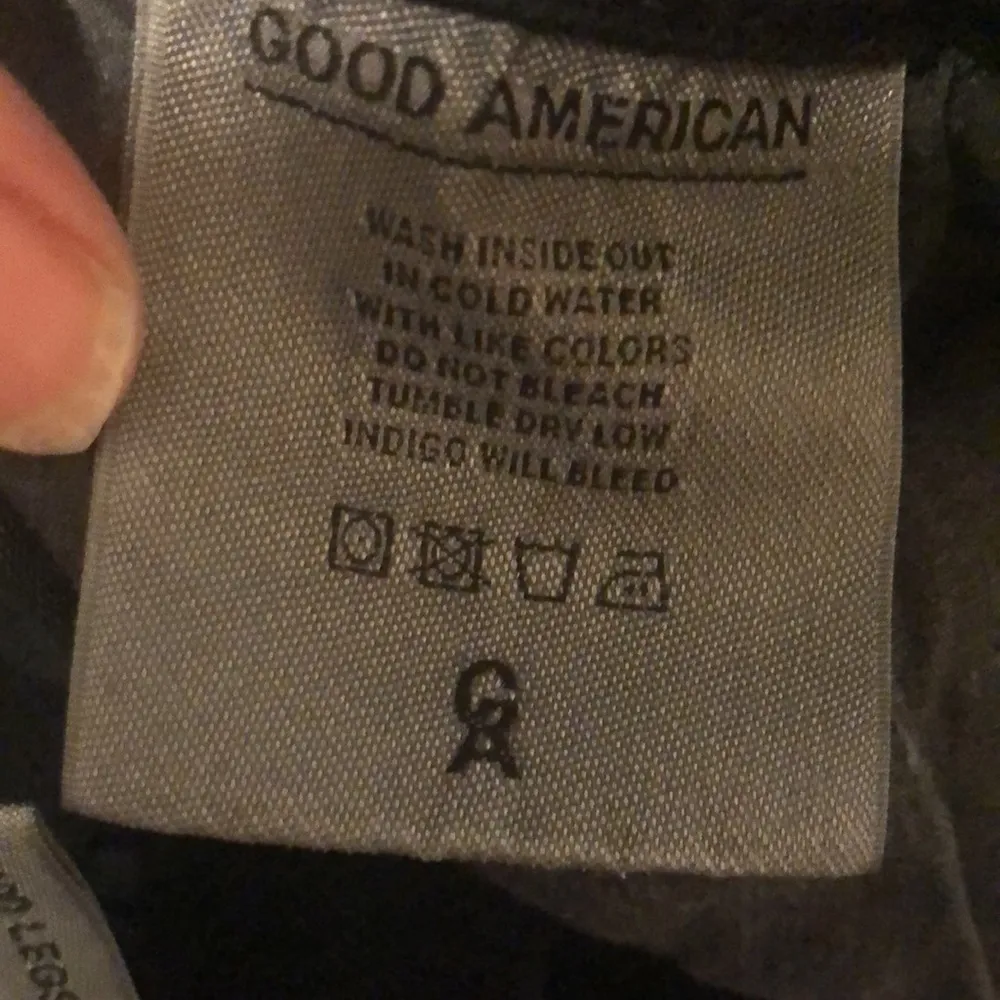 GOOD AMERICAN
WASH INSIDE OUT
IN COLD WATER
WITH LIKE COLORS
DO NOT BLEACH
TUMBLE DRY LOW
INDIGO WILL BLEED
GA
LEGS